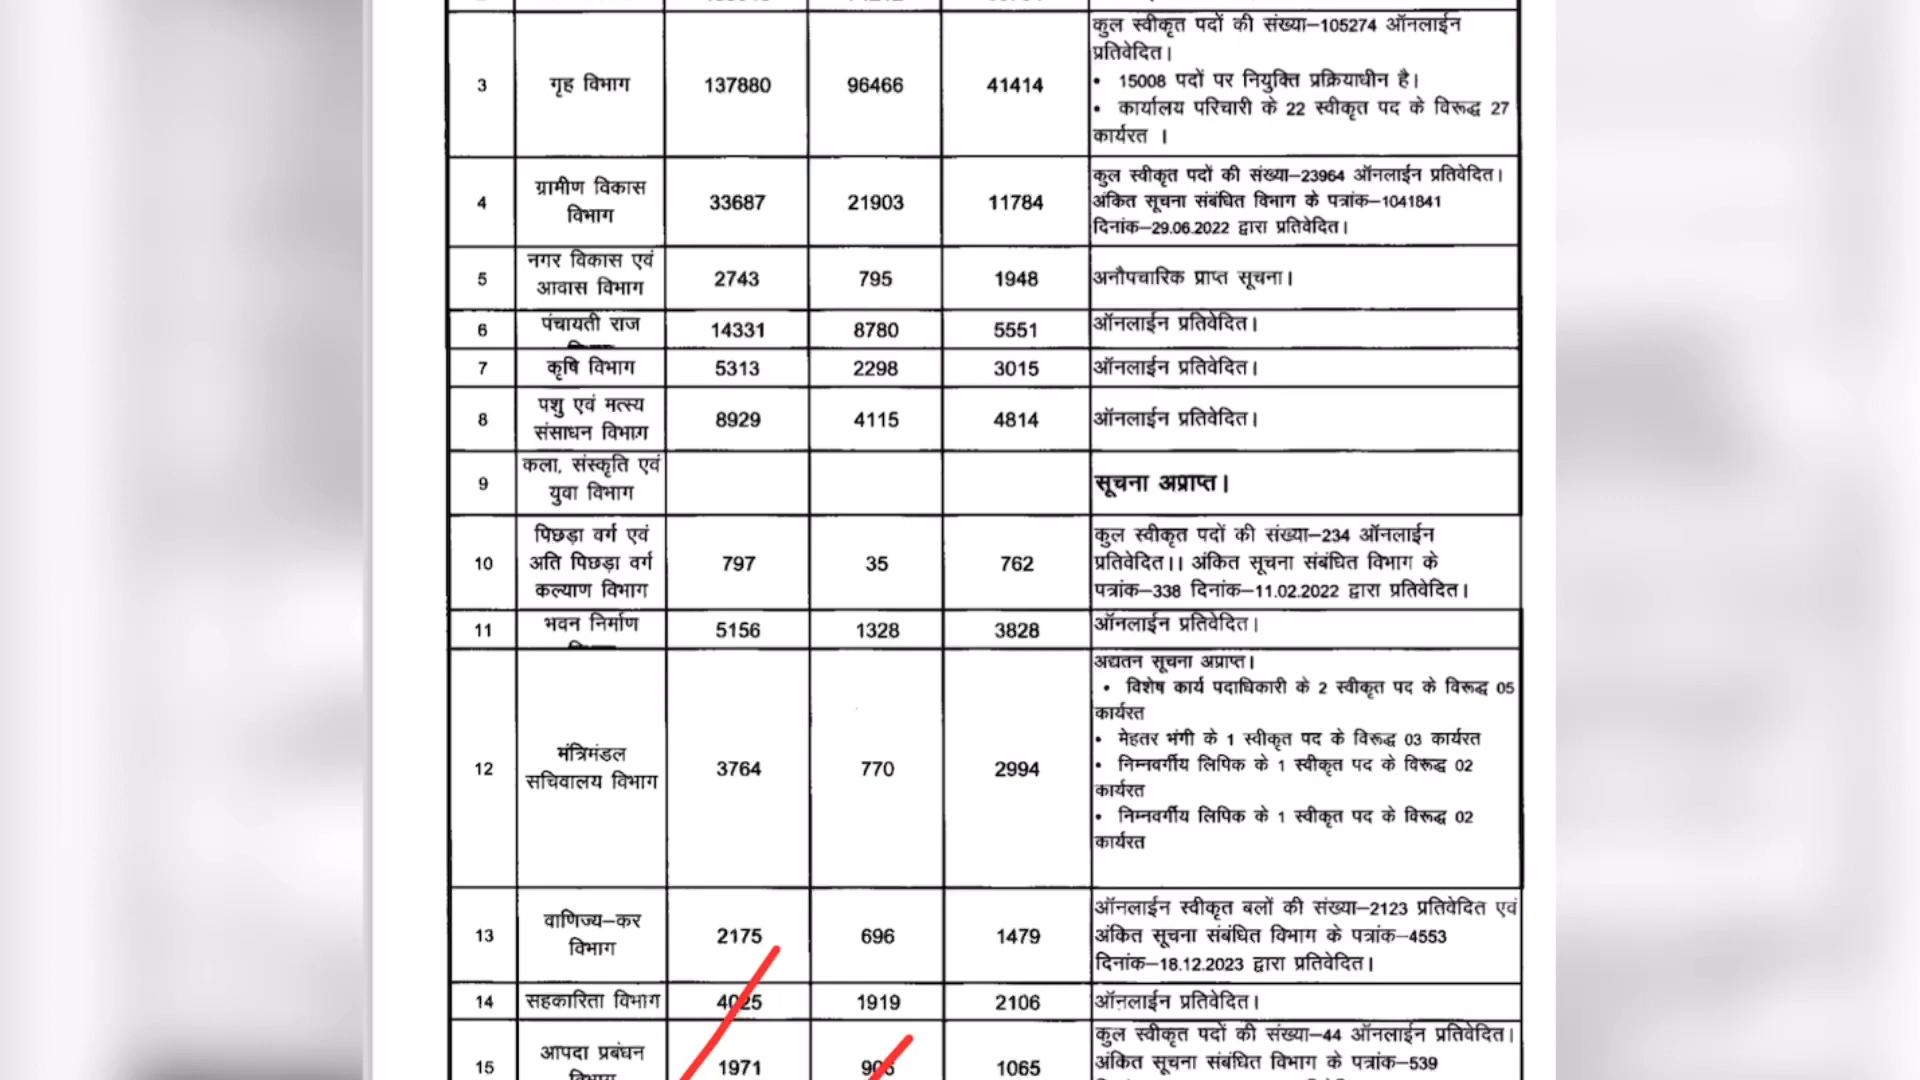 3 गृह विभाग 137880 96466 41414 कुल स्वीकृत पदों की संख्या–105274 ऑनलाईन
प्रतिवेदित।
• 15008 पदों पर नियुक्ति प्रक्रियाधीन है।
• कार्यालय परिचारी के 22 स्वीकृत पद के विरूद्ध 27
कार्यरत ।
4 ग्रामीण विकास
विभाग 33687 21903 11784 कुल स्वीकृत पदों की संख्या–23964 ऑनलाईन प्रतिवेदित।
अंकित सूचना संबंधित विभाग के पत्रांक–1041841
दिनांक–29.06.2022 द्वारा प्रतिवेदित।
5 नगर विकास एवं
आवास विभाग 2743 795 1948 अनौपचारिक प्राप्त सूचना।
6 पंचायती राज 14331 8780 5551 ऑनलाईन प्रतिवेदित।
7 कृषि विभाग 5313 2298 3015 ऑनलाईन प्रतिवेदित।
8 पशु एवं मत्स्य
संसाधन विभाग 8929 4115 4814 ऑनलाईन प्रतिवेदित।
9 कला, संस्कृति एवं
युवा विभाग सूचना अप्राप्त।
10 पिछड़ा वर्ग एवं
अति पिछड़ा वर्ग
कल्याण विभाग 797 35 762 कुल स्वीकृत पदों की संख्या–234 ऑनलाईन
प्रतिवेदित।। अंकित सूचना संबंधित विभाग के
पत्रांक–338 दिनांक–11.02.2022 द्वारा प्रतिवेदित।
11 भवन निर्माण 5156 1328 3828 ऑनलाईन प्रतिवेदित।
12 मंत्रिमंडल
सचिवालय विभाग 3764 770 2994 अद्यतन सूचना अप्राप्त।
• विशेष कार्य पदाधिकारी के 2 स्वीकृत पद के विरूद्ध 05
कार्यरत
• मेहतर भंगी के 1 स्वीकृत पद के विरूद्ध 03 कार्यरत
• निम्नवर्गीय लिपिक के 1 स्वीकृत पद के विरूद्ध 02
कार्यरत
• निम्नवर्गीय लिपिक के 1 स्वीकृत पद के विरूद्ध 02
कार्यरत
13 वाणिज्य–कर
विभाग 2175 696 1479 ऑनलाईन स्वीकृत बलों की संख्या–2123 प्रतिवेदित एवं
अंकित सूचना संबंधित विभाग के पत्रांक–4553
दिनांक–18.12.2023 द्वारा प्रतिवेदित।
14 सहकारिता विभाग 4025 1919 2106 ऑनलाईन प्रतिवेदित।
15 आपदा प्रबंधन
विभाग 1971 906 1065 कुल स्वीकृत पदों की संख्या–44 ऑनलाईन प्रतिवेदित।
अंकित सूचना संबंधित विभाग के पत्रांक–539